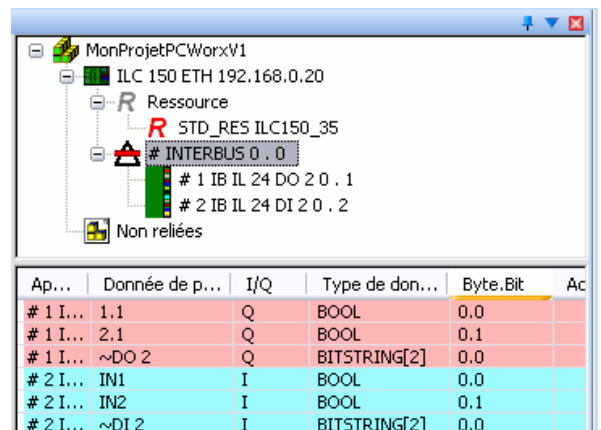 MonProjetPCWorxV1
ILC 150 ETH 192.168.0.20
R Ressource
R STD_RES ILC150_35
# INTERBUS 0 . 0
# 1 IB IL 24 DO 2 0 . 1
# 2 IB IL 24 DI 2 0 . 2
Non reliées
Ap... Donnée de p... I/Q Type de don... Byte.Bit Ac
# 1 I... 1.1 Q BOOL 0.0
# 1 I... 2.1 Q BOOL 0.1
# 1 I... ~DO 2 Q BITSTRING[2] 0.0
# 2 I... IN1 I BOOL 0.0
# 2 I... IN2 I BOOL 0.1
# 2 I... ~DI 2 I BITSTRING[2] 0.0